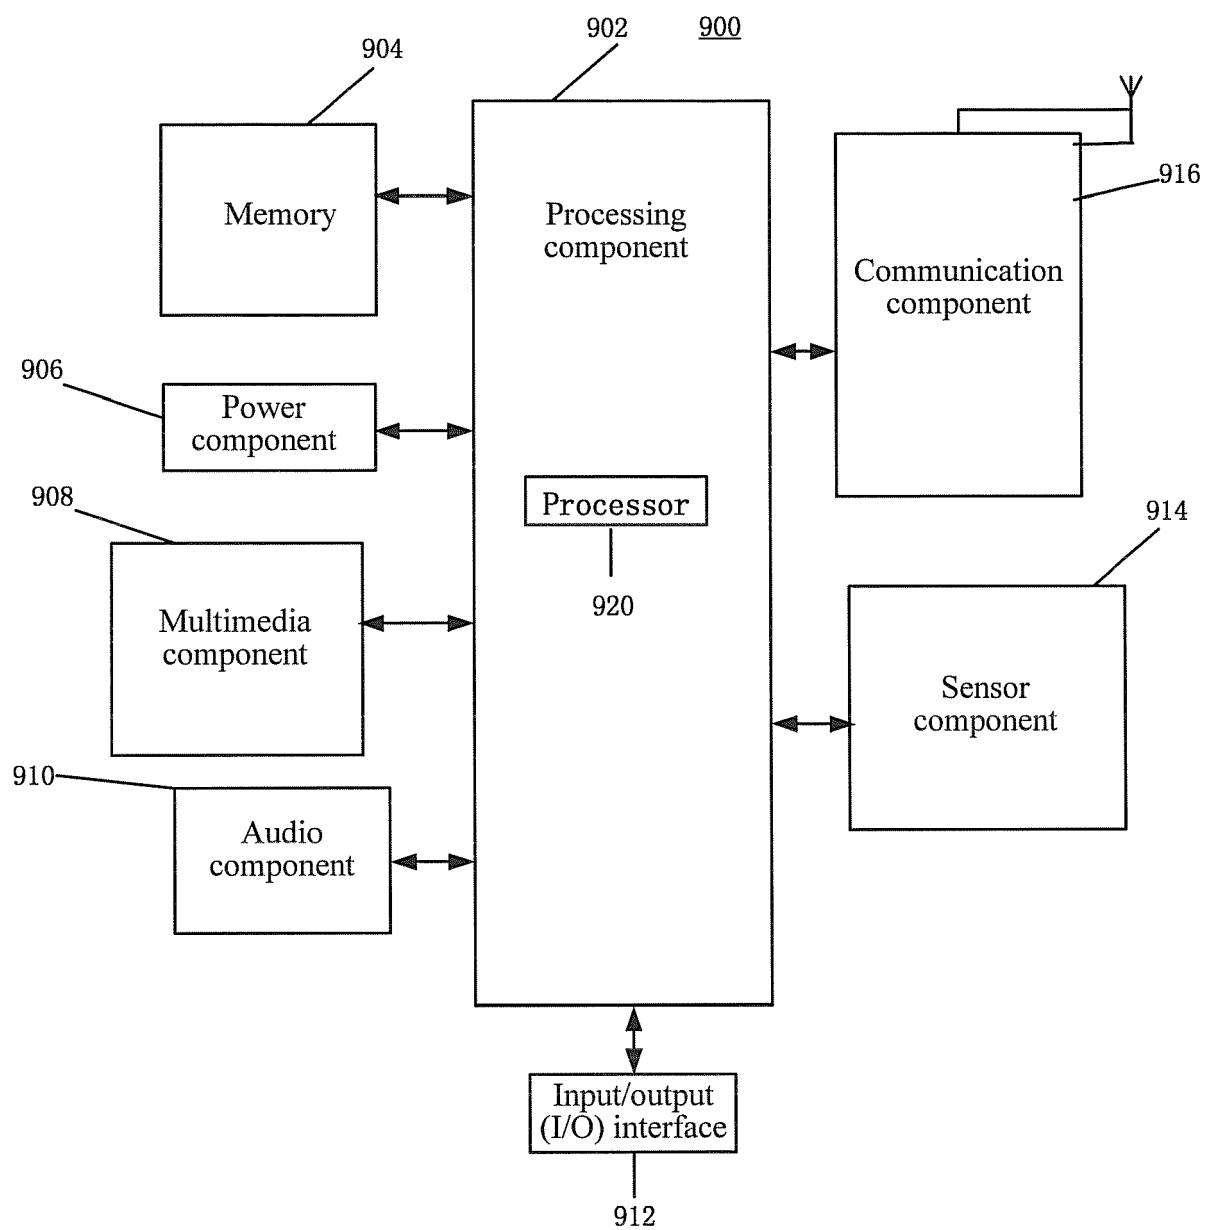 902
900
904
Memory
Processing
component
916
Communication
component
906
Power
component
908
Processor
914
920
Multimedia
component
Sensor
component
910
Audio
component
Input/output
(I/O) interface
912